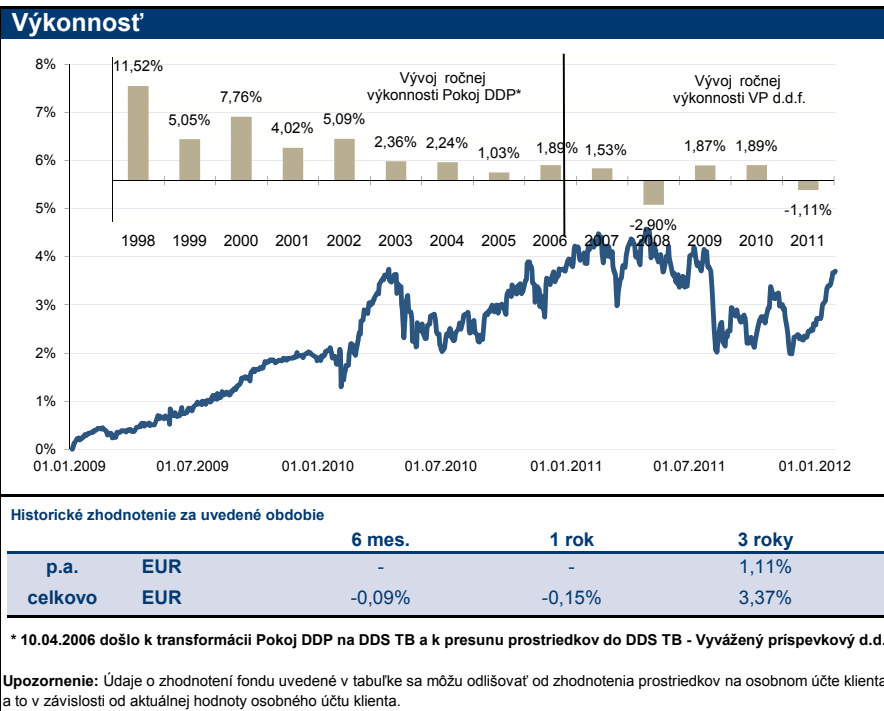 Výkonnosť
8%
7%
6%
5%
4%
3%
2%
1%
0%
Vývoj ročnej
výkonnosti Pokoj DDP*
Vývoj ročnej
výkonnosti VP d.d.f.
11,52%
5,05%
7,76%
4,02%
5,09%
2,36%
2,24%
1,03%
1,89%
1,53%
-2,90%
1,87%
1,89%
-1,11%
1998 1999 2000 2001 2002 2003 2004 2005 2006 2007 2008 2009 2010 2011
01.01.2009 01.07.2009 01.01.2010 01.07.2010 01.01.2011 01.07.2011 01.01.2012
Historické zhodnotenie za uvedené obdobie
6 mes. 1 rok 3 roky
p.a. EUR - - 1,11%
celkovo EUR -0,09% -0,15% 3,37%
* 10.04.2006 došlo k transformácii Pokoj DDP na DDS TB a k presunu prostriedkov do DDS TB - Vyvážený príspevkový d.d.
Upozornenie: Údaje o zhodnotení fondu uvedené v tabuľke sa môžu odlišovať od zhodnotenia prostriedkov na osobnom účte klienta
a to v závislosti od aktuálnej hodnoty osobného účtu klienta.